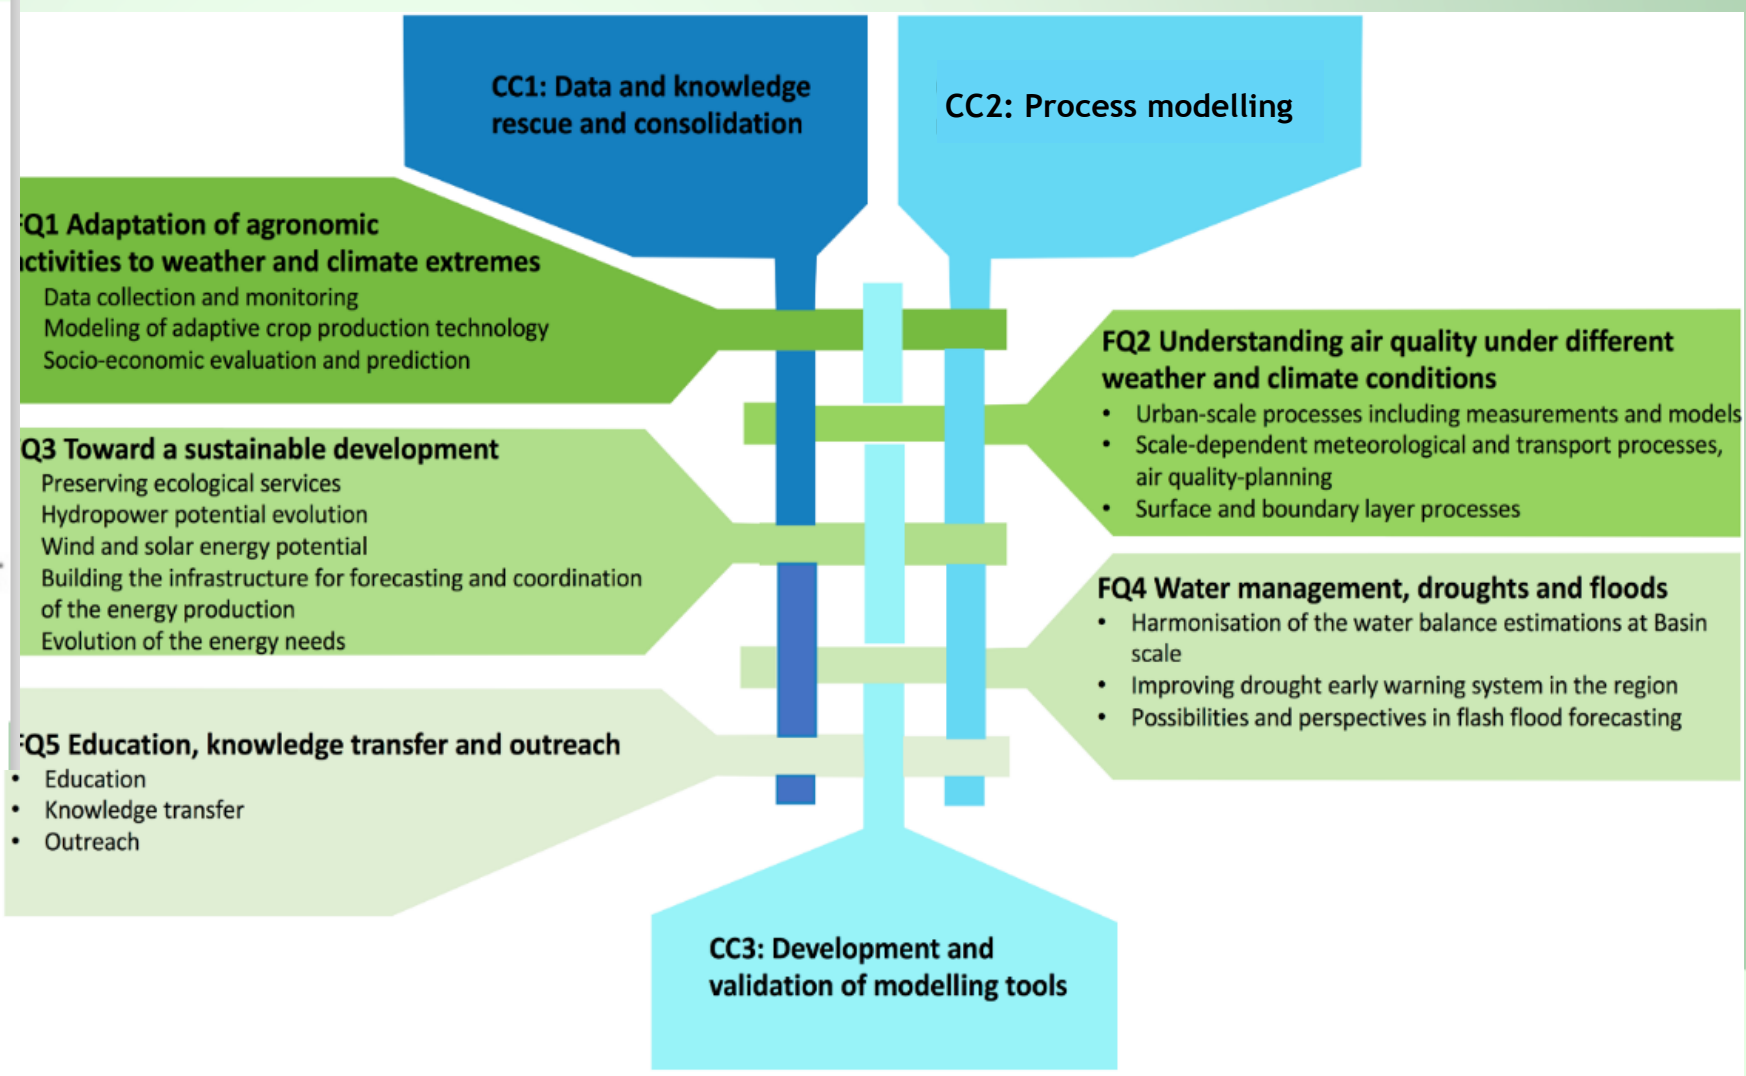 CC1: Data and knowledge
rescue and consolidation
CC2: Process modelling
FQ1 Adaptation of agronomic
activities to weather and climate extremes
Data collection and monitoring
Modeling of adaptive crop production technology
Socio-economic evaluation and prediction
FQ2 Understanding air quality under different
weather and climate conditions
• Urban-scale processes including measurements and models
• Scale-dependent meteorological and transport processes,
air quality-planning
• Surface and boundary layer processes
Q3 Toward a sustainable development
Preserving ecological services
Hydropower potential evolution
Wind and solar energy potential
Building the infrastructure for forecasting and coordination
of the energy production
Evolution of the energy needs
FQ4 Water management, droughts and floods
• Harmonisation of the water balance estimations at Basin
scale
• Improving drought early warning system in the region
• Possibilities and perspectives in flash flood forecasting
FQ5 Education, knowledge transfer and outreach
• Education
• Knowledge transfer
• Outreach
CC3: Development and
validation of modelling tools